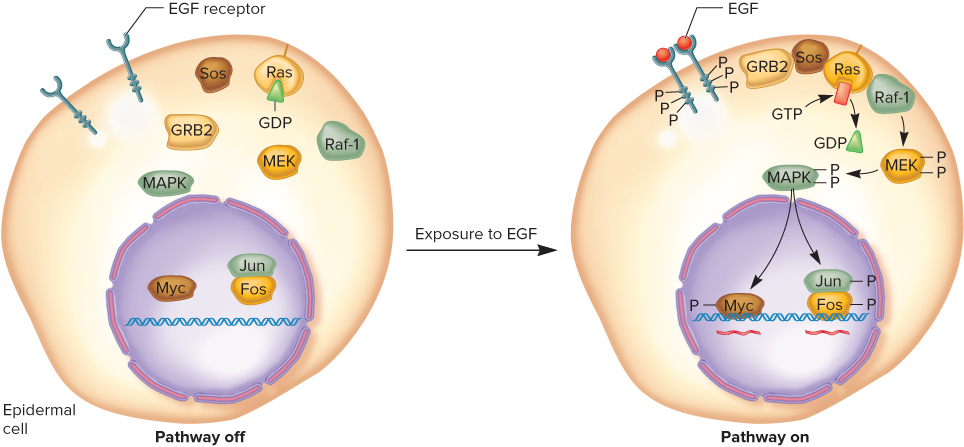 EGF receptor
Sos
Ras
GDP
GRB2
Raf-1
MEK
MAPK
Jun
Myc
Fos
Epidermal
cell
Pathway off
Exposure to EGF
EGF
GRB2
Sos
Ras
P
P
P
P
P
P
Raf-1
GTP
GDP
MEK
P
P
MAPK
P
P
Jun
P
P
Myc
Fos
P
Pathway on